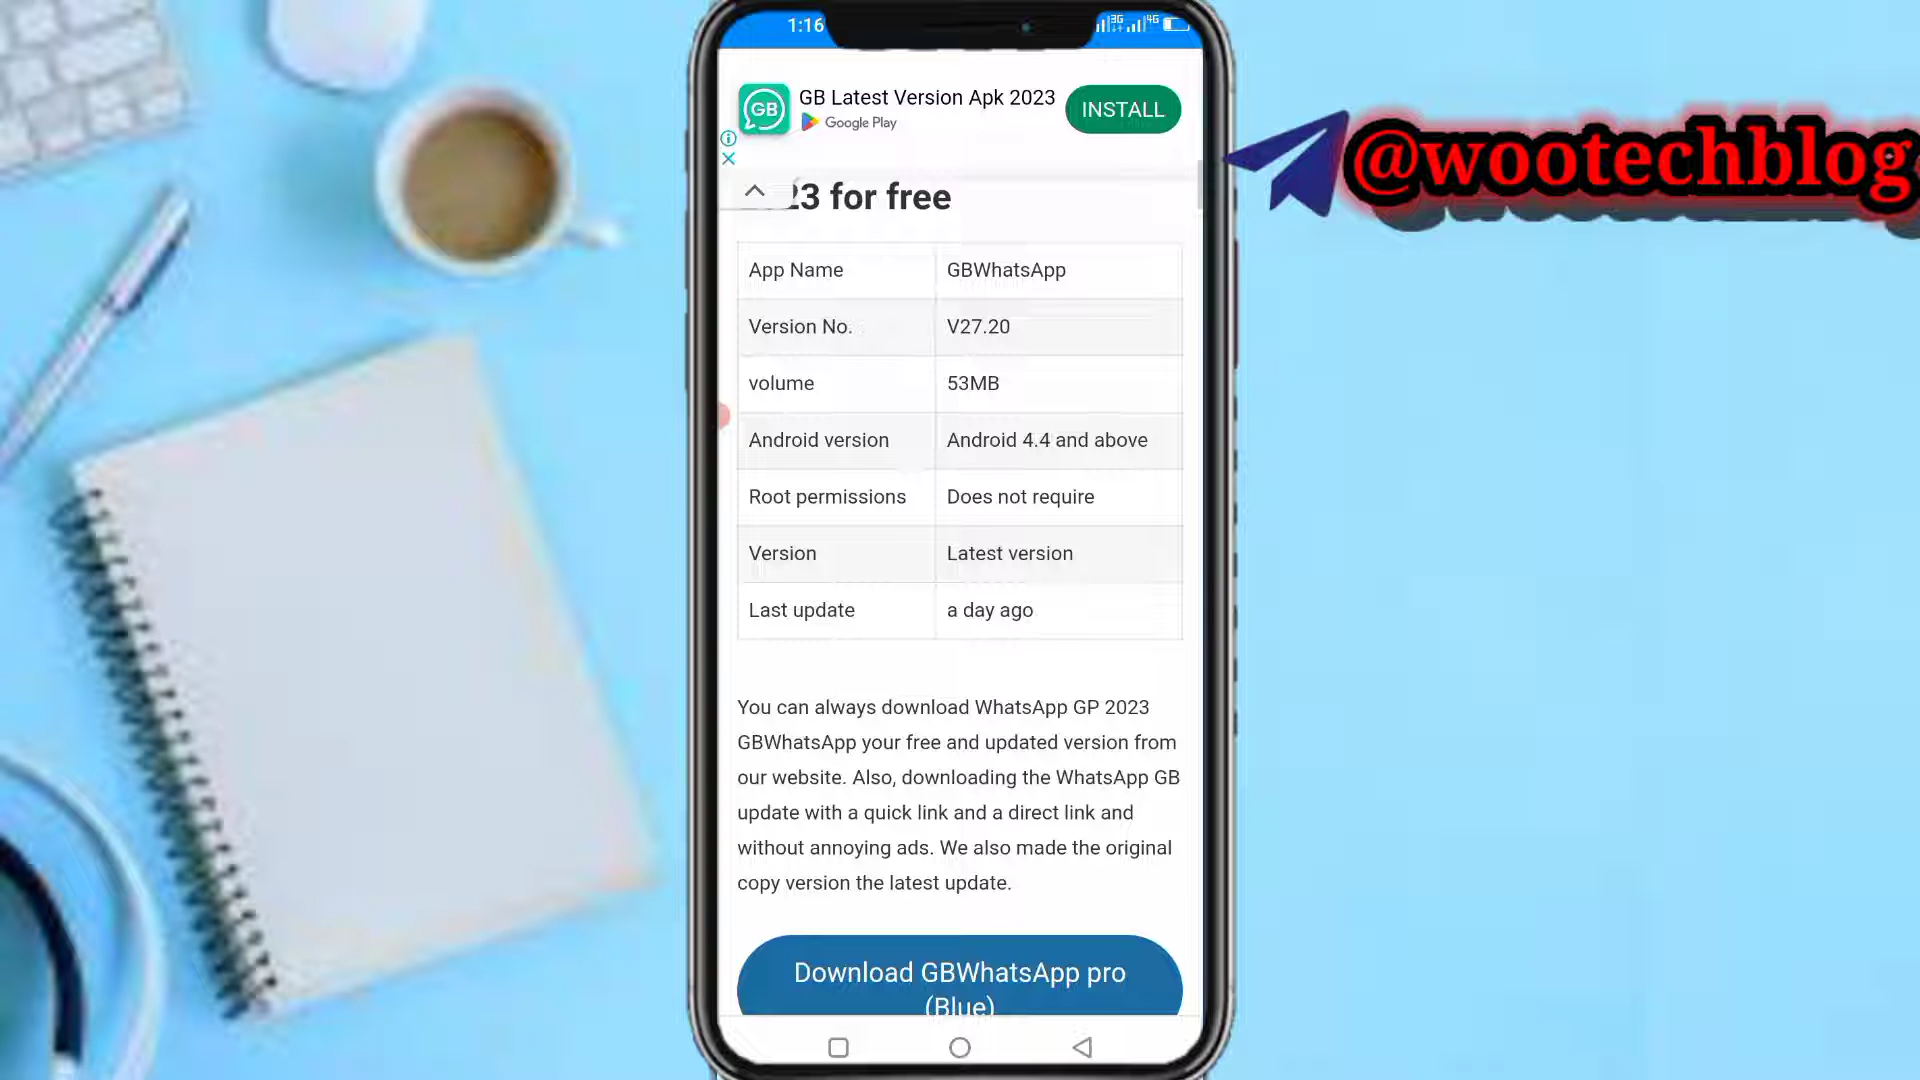 1:16
3G 4G
GB
GB Latest Version Apk 2023
Google Play
INSTALL
@wootechblog
23 for free
App Name GBWhatsApp
Version No. V27.20
volume 53MB
Android version Android 4.4 and above
Root permissions Does not require
Version Latest version
Last update a day ago
You can always download WhatsApp GP 2023
GBWhatsApp your free and updated version from
our website. Also, downloading the WhatsApp GB
update with a quick link and a direct link and
without annoying ads. We also made the original
copy version the latest update.
Download GBWhatsApp pro
(Blue)